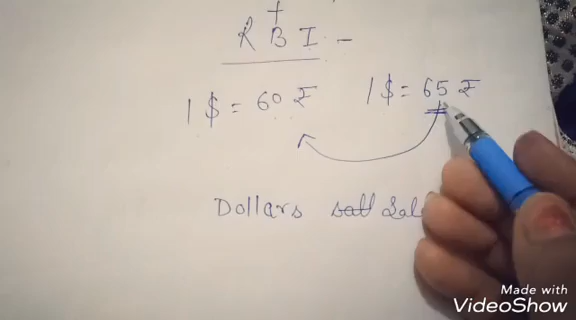 RBI :-
1 $ = 60 ₹ 1 $ = 65 ₹
Dollars
Made with
VideoShow